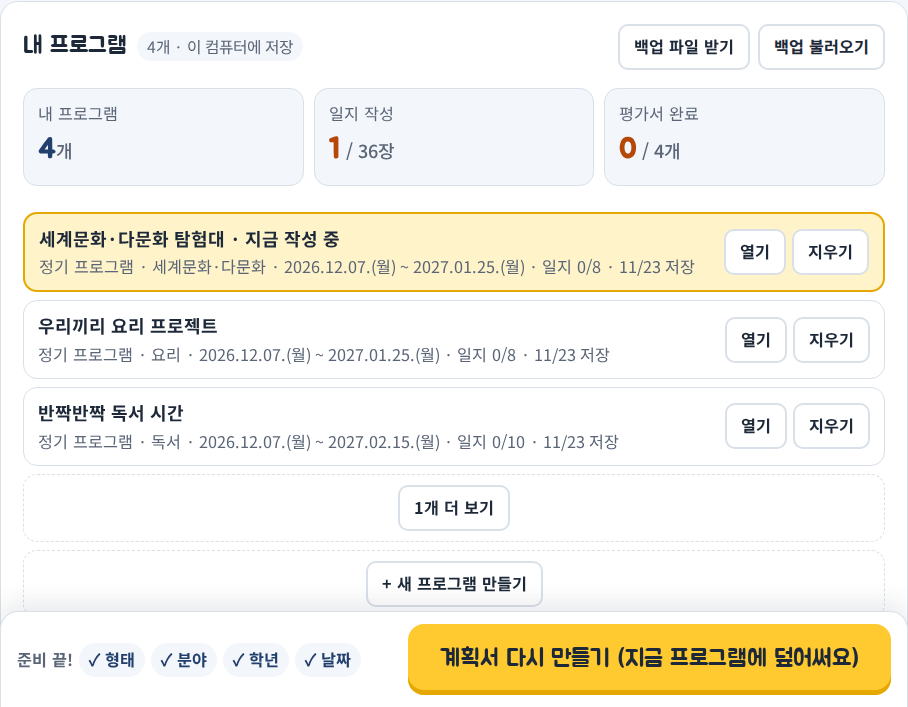 내 프로그램 4개 · 이 컴퓨터에 저장 백업 파일 받기 백업 불러오기
내 프로그램 일지 작성 평가서 완료
4개 1 / 36장 0 / 4개
세계문화·다문화 탐험대 · 지금 작성 중
정기 프로그램 · 세계문화·다문화 · 2026.12.07.(월) ~ 2027.01.25.(월) · 일지 0/8 · 11/23 저장
열기 지우기
우리끼리 요리 프로젝트
정기 프로그램 · 요리 · 2026.12.07.(월) ~ 2027.01.25.(월) · 일지 0/8 · 11/23 저장
열기 지우기
반짝반짝 독서 시간
정기 프로그램 · 독서 · 2026.12.07.(월) ~ 2027.02.15.(월) · 일지 0/10 · 11/23 저장
열기 지우기
1개 더 보기
+ 새 프로그램 만들기
준비 끝! ✓ 형태 ✓ 분야 ✓ 학년 ✓ 날짜 계획서 다시 만들기 (지금 프로그램에 덮어써요)